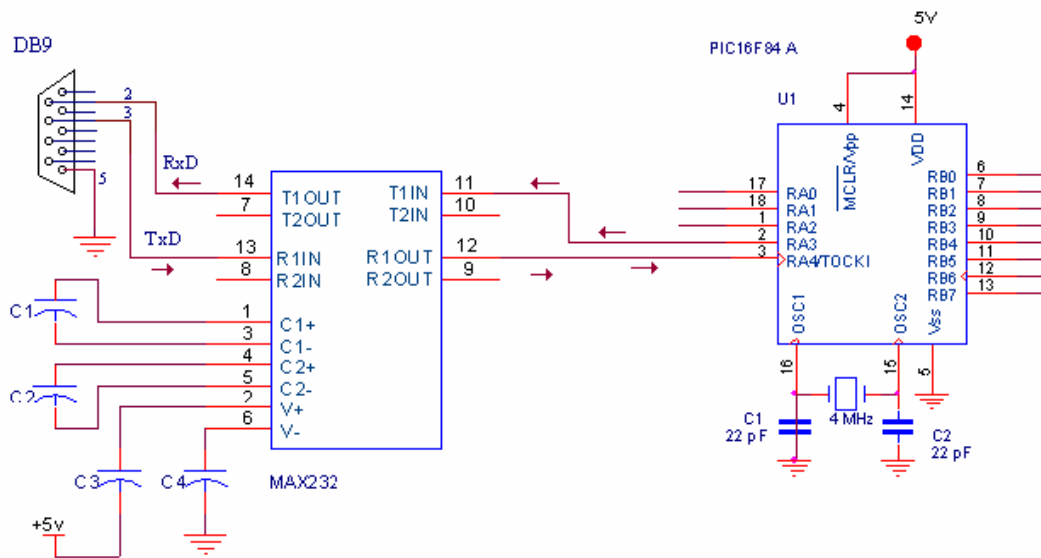 5V
DB9
PIC16F84 A
U1
2
3
5
RxD
TxD
4
14
MCLR/Vpp
VDD
14
T1OUT
T1IN
11
7
T2OUT
T2IN
10
13
R1IN
R1OUT
12
8
R2IN
R2OUT
9
1
C1+
3
C1-
4
C2+
5
C2-
2
V+
6
V-
MAX232
C1
C2
C3
C4
+5v
17
RA0
18
RA1
1
RA2
2
RA3
3
RA4/TOCKI
RB0
6
RB1
7
RB2
8
RB3
9
RB4
10
RB5
11
RB6
12
RB7
13
OSC1
OSC2
Vss
16
15
5
C1
22 pF
4 MHz
C2
22 pF